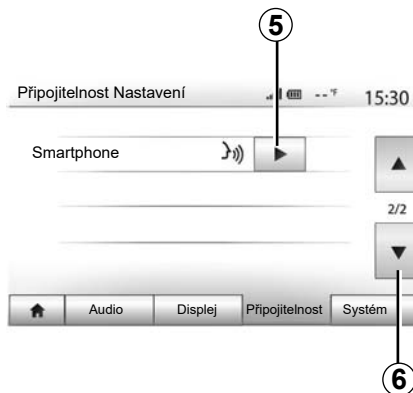 5
Připojitelnost Nastavení -- °F 15:30
Smartphone
2/2
Audio Displej Připojitelnost Systém
6